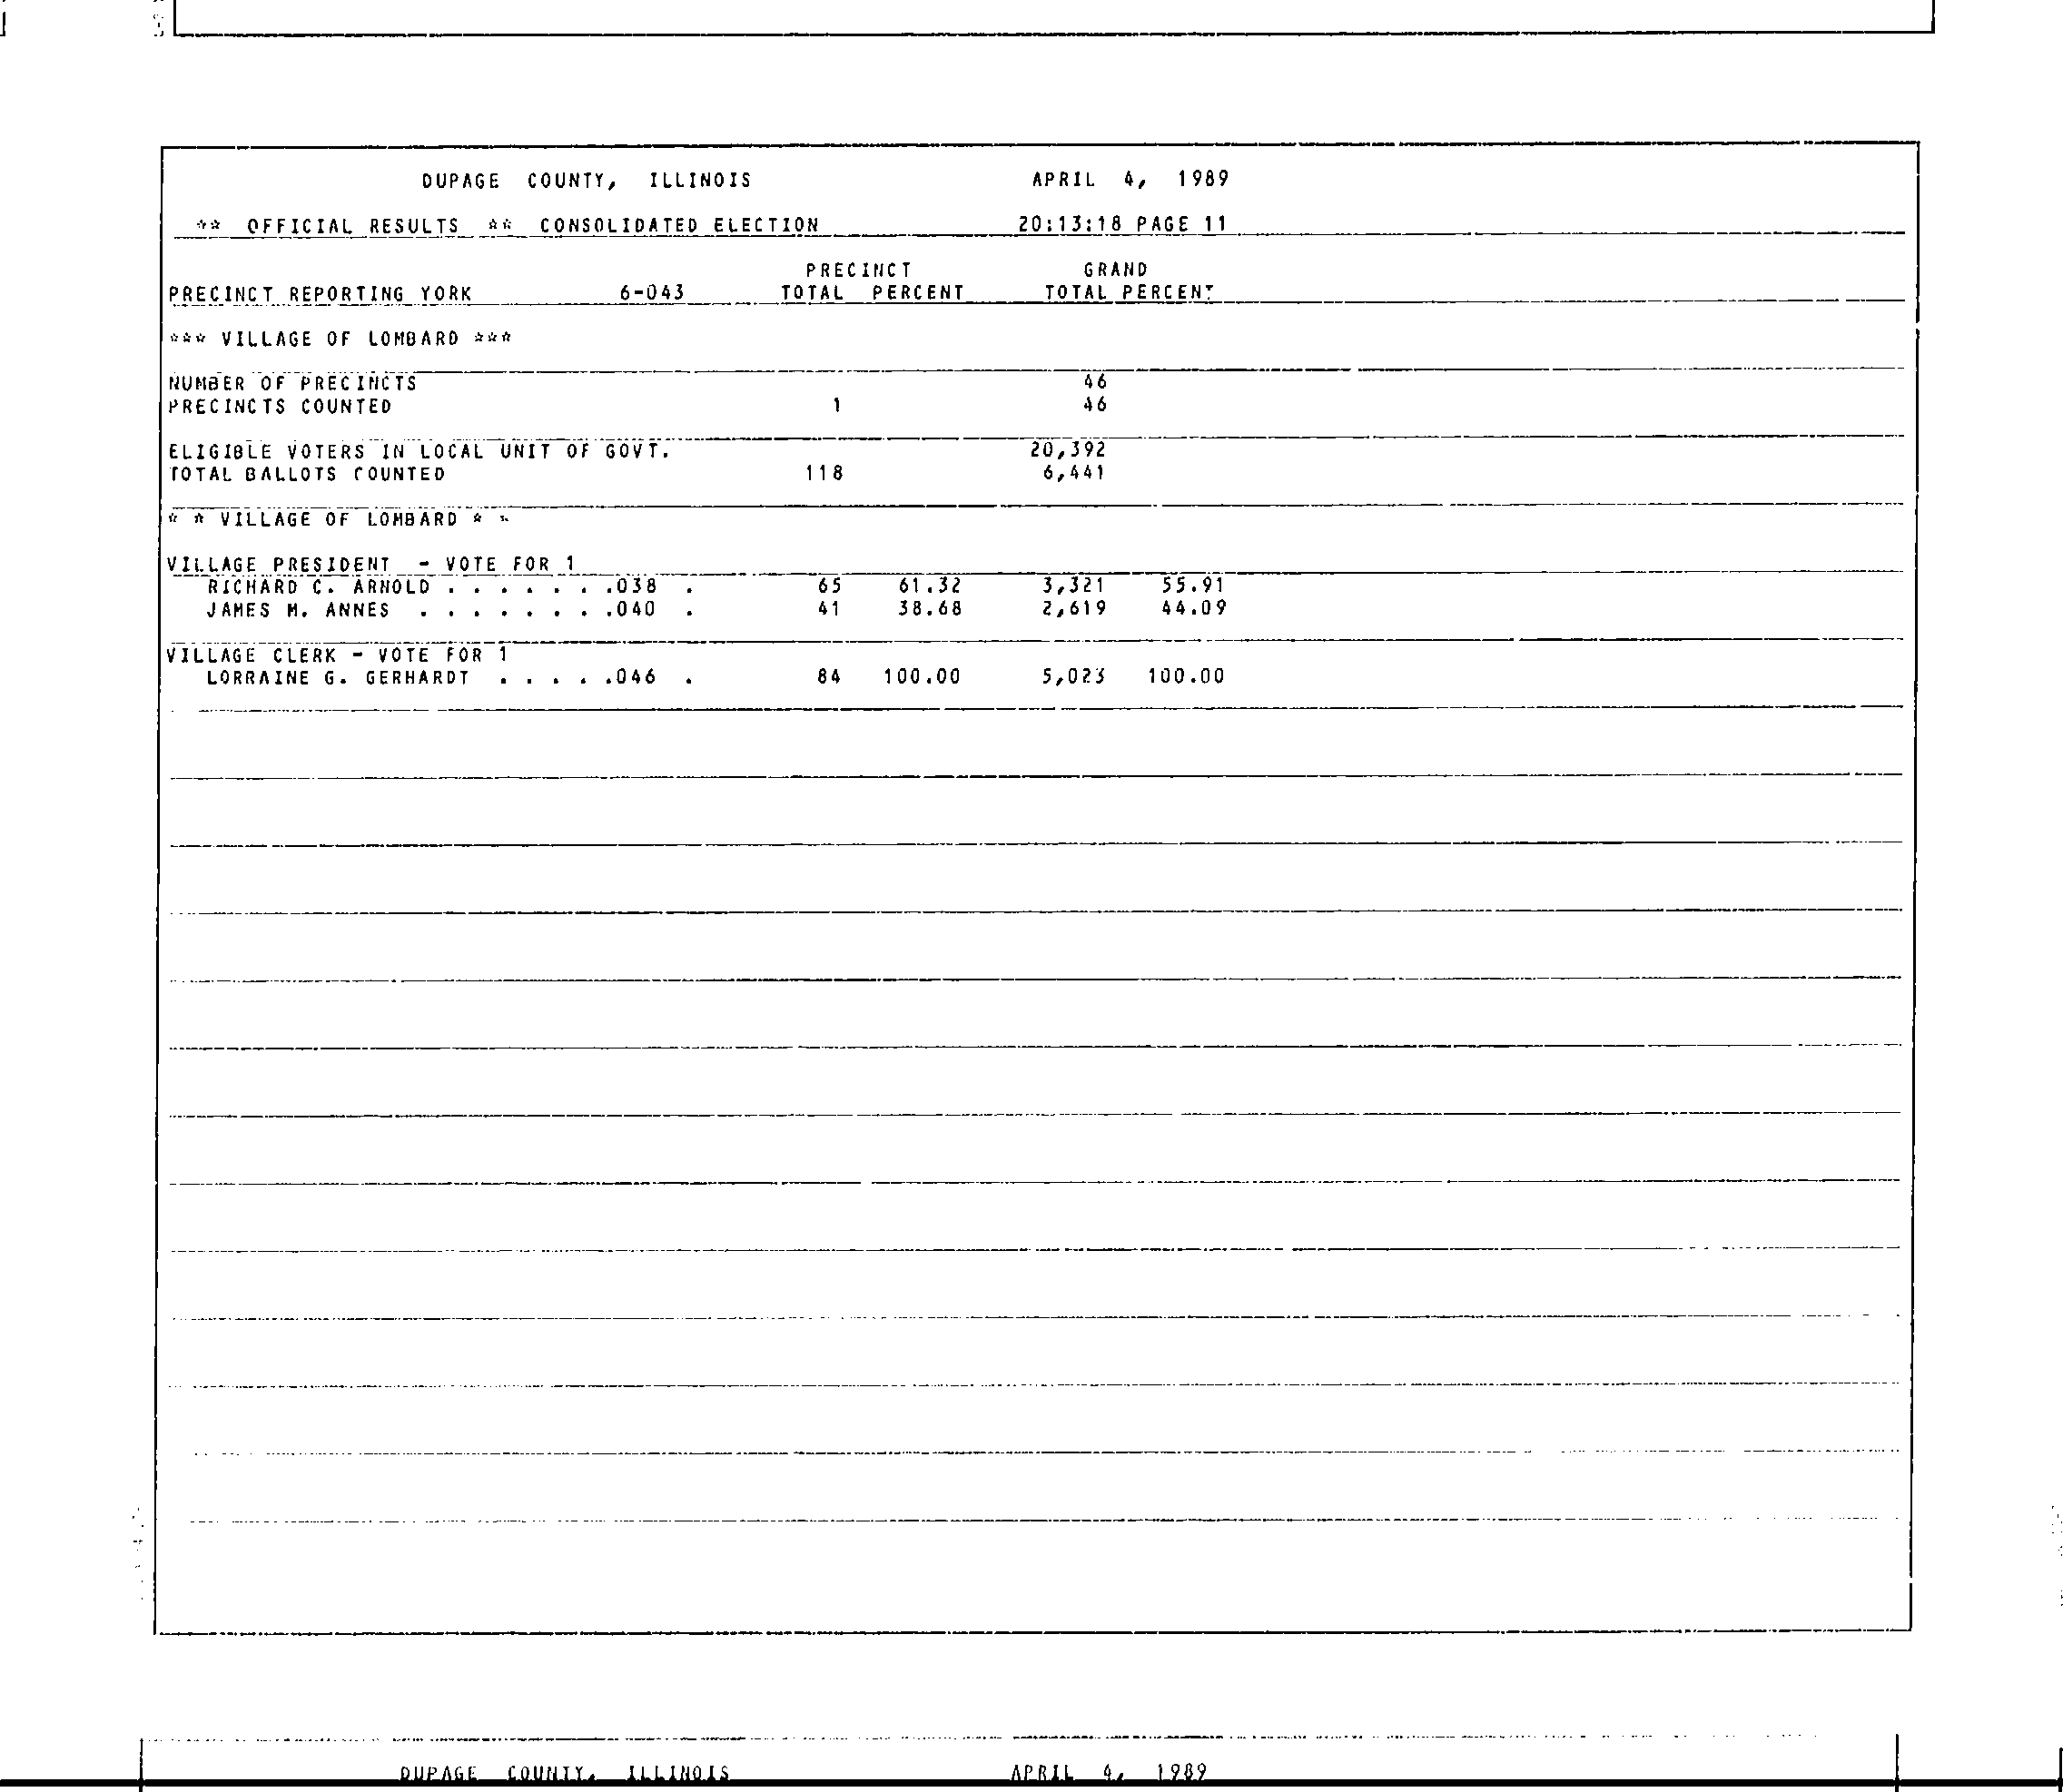 DUPAGE COUNTY, ILLINOIS APRIL 4, 1989
** OFFICIAL RESULTS ** CONSOLIDATED ELECTION 20:13:18 PAGE 11
PRECINCT GRAND
PRECINCT REPORTING YORK 6-043 TOTAL PERCENT TOTAL PERCENT
*** VILLAGE OF LOMBARD ***
NUMBER OF PRECINCTS 46
PRECINCTS COUNTED 1 46
ELIGIBLE VOTERS IN LOCAL UNIT OF GOVT. 20,392
TOTAL BALLOTS COUNTED 118 6,441
* * VILLAGE OF LOMBARD * *
VILLAGE PRESIDENT - VOTE FOR 1
RICHARD C. ARNOLD . . . . . . .038 . 65 61.32 3,321 55.91
JAMES M. ANNES . . . . . . . .040 . 41 38.68 2,619 44.09
VILLAGE CLERK - VOTE FOR 1
LORRAINE G. GERHARDT . . . . .046 . 84 100.00 5,023 100.00
DUPAGE COUNTY, ILLINOIS APRIL 4, 1989